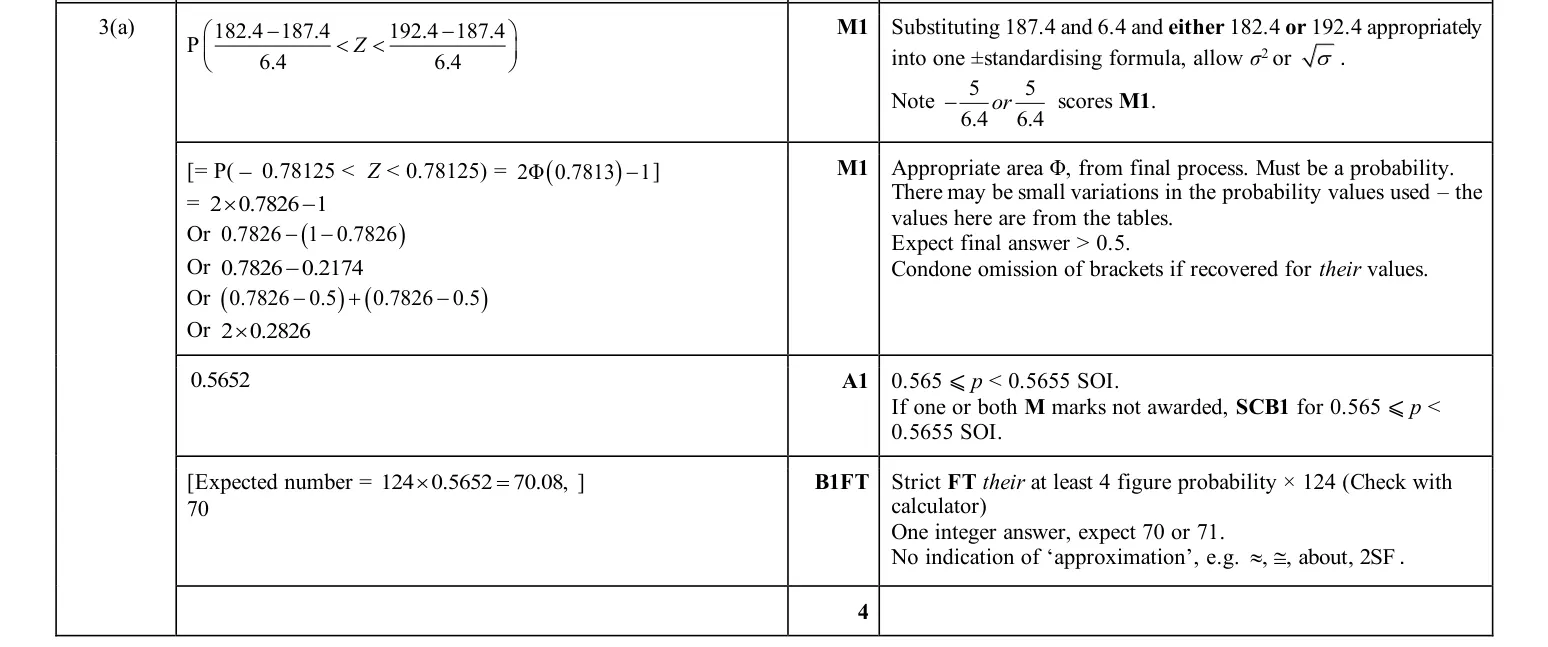 3(a)
P(182.4−187.4/6.4 < Z < 192.4−187.4/6.4)
M1
Substituting 187.4 and 6.4 and either 182.4 or 192.4 appropriately
into one ±standardising formula, allow σ² or √σ .
Note −5/6.4 or 5/6.4 scores M1.
[= P( − 0.78125 < Z < 0.78125) = 2Φ(0.7813)−1]
= 2×0.7826−1
Or 0.7826−(1−0.7826)
Or 0.7826−0.2174
Or (0.7826−0.5)+(0.7826−0.5)
Or 2×0.2826
M1
Appropriate area Φ, from final process. Must be a probability.
There may be small variations in the probability values used – the
values here are from the tables.
Expect final answer > 0.5.
Condone omission of brackets if recovered for their values.
0.5652
A1
0.565 ⩽ p < 0.5655 SOI.
If one or both M marks not awarded, SCB1 for 0.565 ⩽ p <
0.5655 SOI.
[Expected number = 124×0.5652=70.08, ]
70
B1FT
Strict FT their at least 4 figure probability × 124 (Check with
calculator)
One integer answer, expect 70 or 71.
No indication of ‘approximation’, e.g. ≈, ≅, about, 2SF .
4